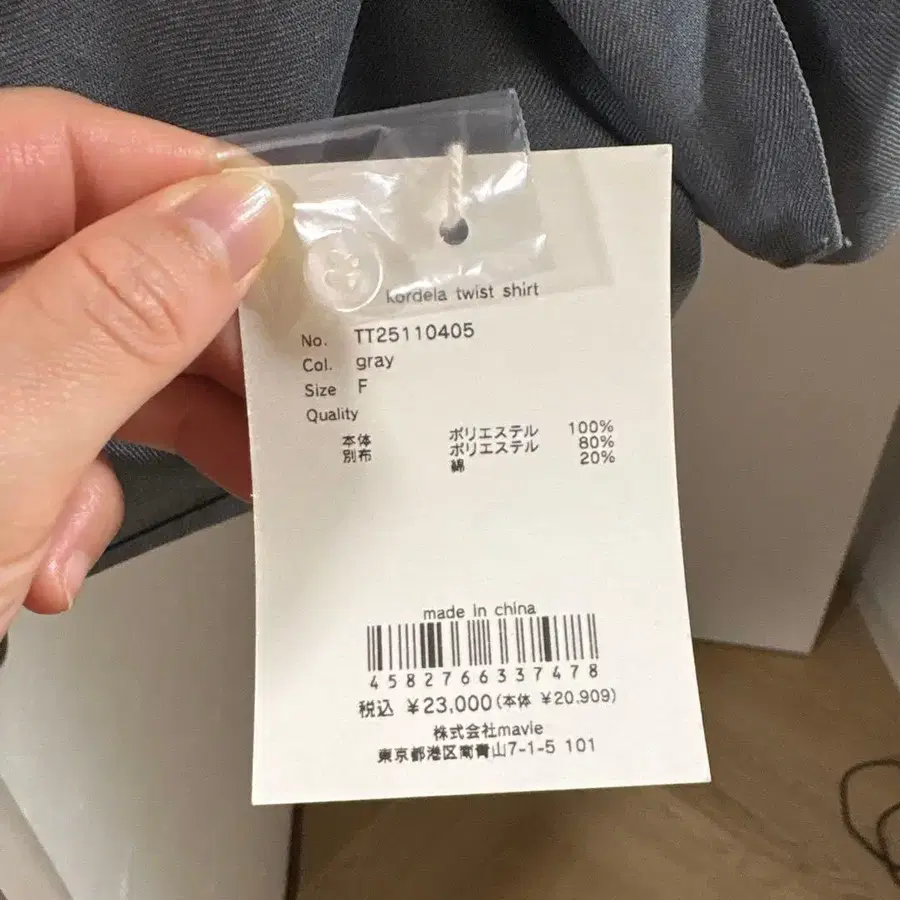 kordela twist shirt
No. TT25110405
Col. gray
Size F
Quality
本体 ポリエステル 100%
別布 ポリエステル 80%
綿 20%
made in china
4582766337478
税込 ¥23,000(本体 ¥20,909)
株式会社mavie
東京都港区南青山7-1-5 101